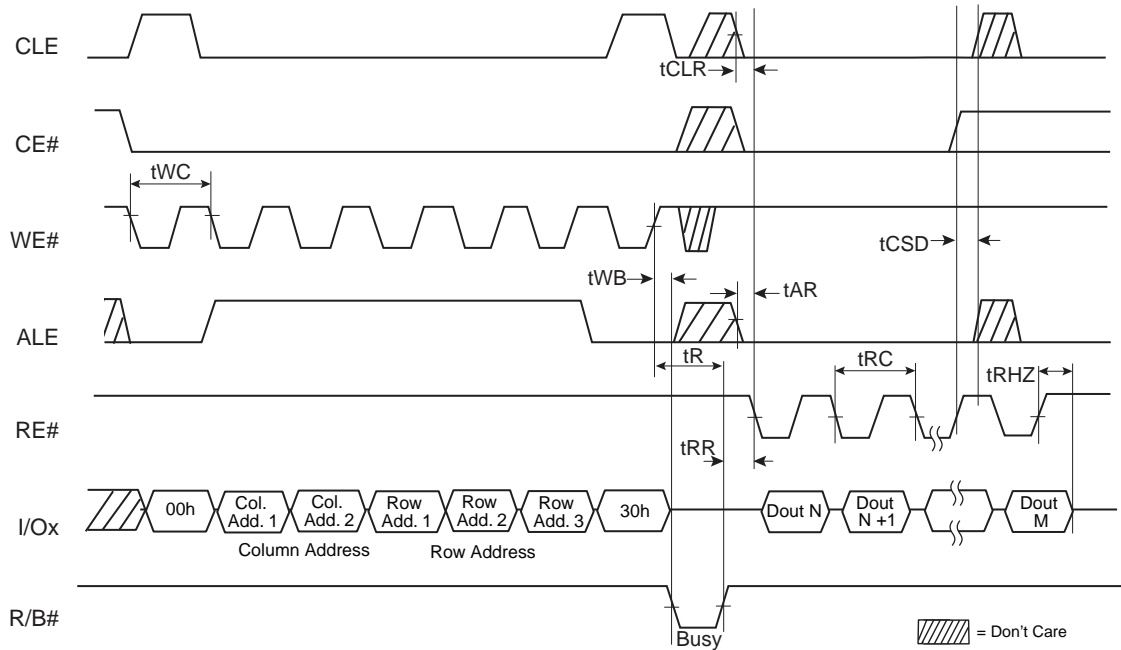 CLE
tCLR
CE#
tWC
WE#
tCSD
tWB
tAR
ALE
tR
tRC
tRHZ
RE#
tRR
I/Ox
00h
Col.
Add. 1
Col.
Add. 2
Row
Add. 1
Row
Add. 2
Row
Add. 3
30h
Dout N
Dout
N +1
Dout
M
Column Address
Row Address
R/B#
Busy
= Don't Care